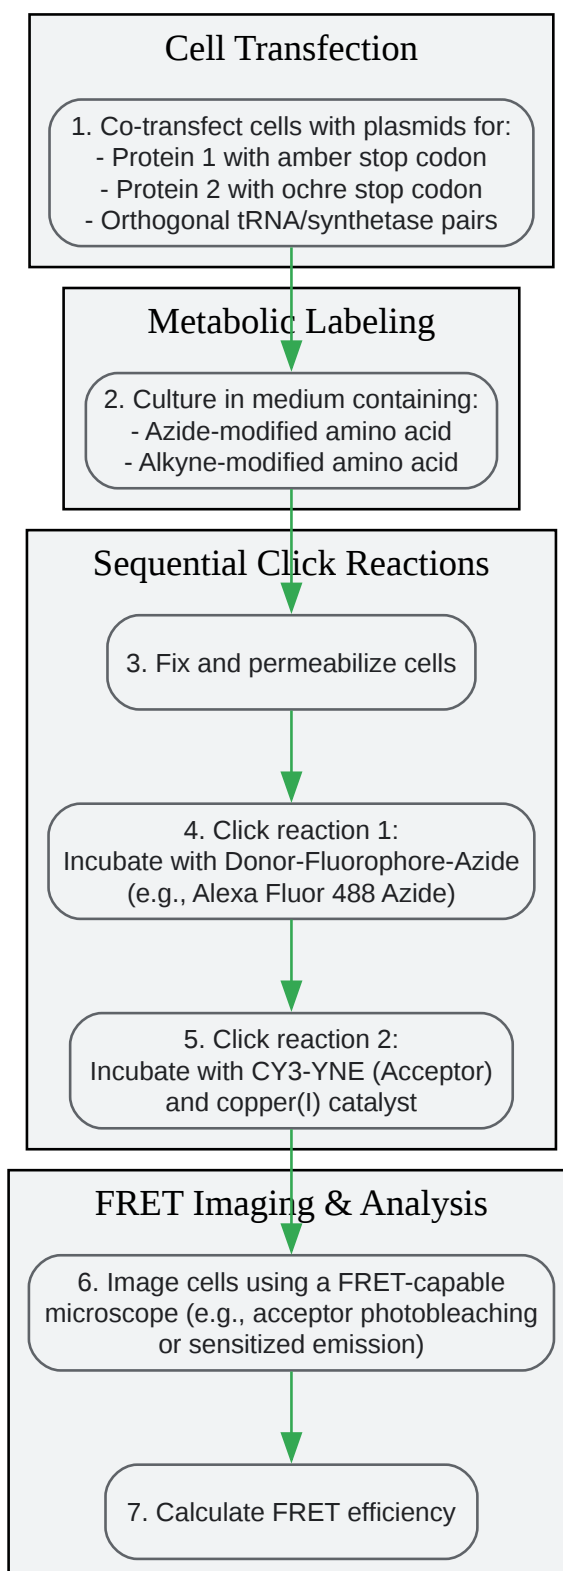 Cell Transfection
1. Co-transfect cells with plasmids for:
- Protein 1 with amber stop codon
- Protein 2 with ochre stop codon
- Orthogonal tRNA/synthetase pairs
Metabolic Labeling
2. Culture in medium containing:
- Azide-modified amino acid
- Alkyne-modified amino acid
Sequential Click Reactions
3. Fix and permeabilize cells
4. Click reaction 1:
Incubate with Donor-Fluorophore-Azide
(e.g., Alexa Fluor 488 Azide)
5. Click reaction 2:
Incubate with CY3-YNE (Acceptor)
and copper(I) catalyst
FRET Imaging & Analysis
6. Image cells using a FRET-capable
microscope (e.g., acceptor photobleaching
or sensitized emission)
7. Calculate FRET efficiency